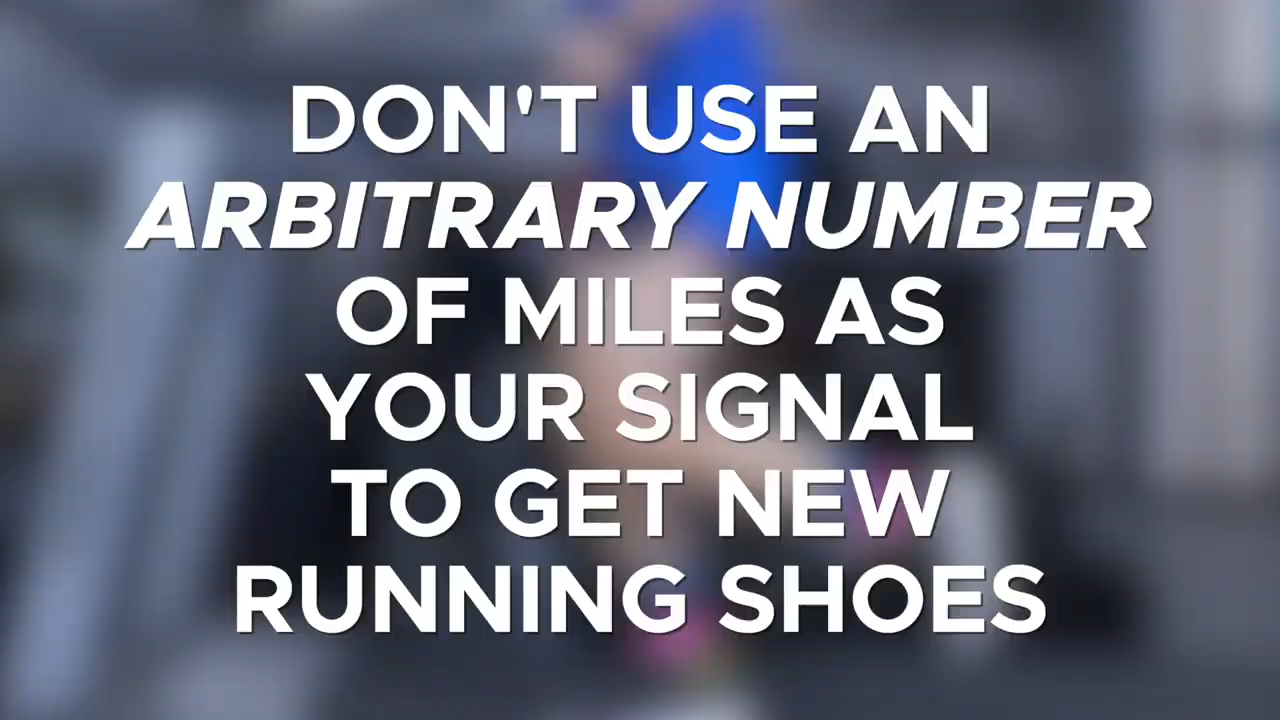 DON'T USE AN
ARBITRARY NUMBER
OF MILES AS
YOUR SIGNAL
TO GET NEW
RUNNING SHOES